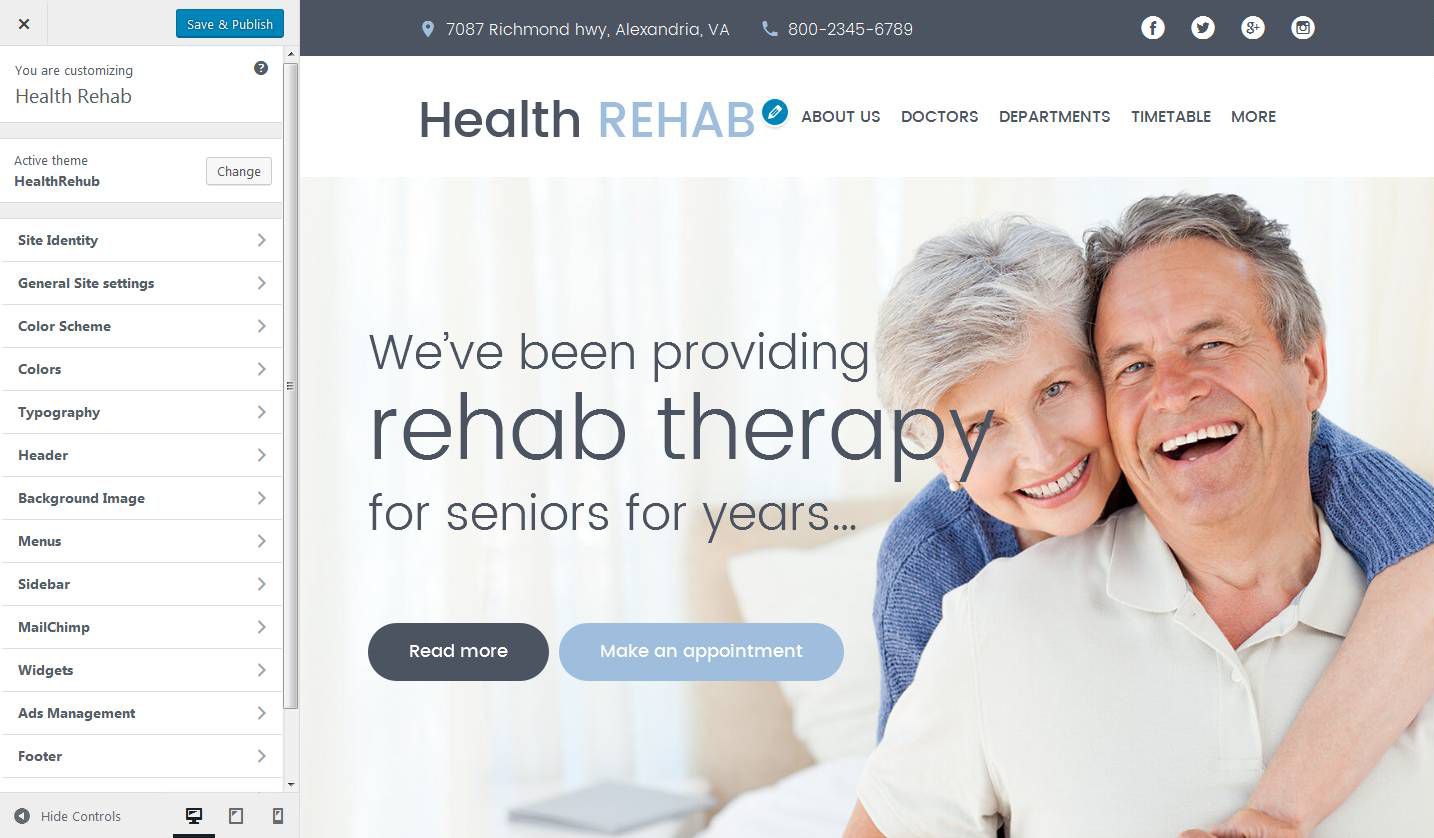 Save & Publish
You are customizing
Health Rehab
Active theme
HealthRehub
Change
Site Identity
General Site settings
Color Scheme
Colors
Typography
Header
Background Image
Menus
Sidebar
MailChimp
Widgets
Ads Management
Footer
Hide Controls
7087 Richmond hwy, Alexandria, VA 800-2345-6789
Health REHAB
ABOUT US DOCTORS DEPARTMENTS TIMETABLE MORE
We’ve been providing
rehab therapy
for seniors for years...
Read more Make an appointment